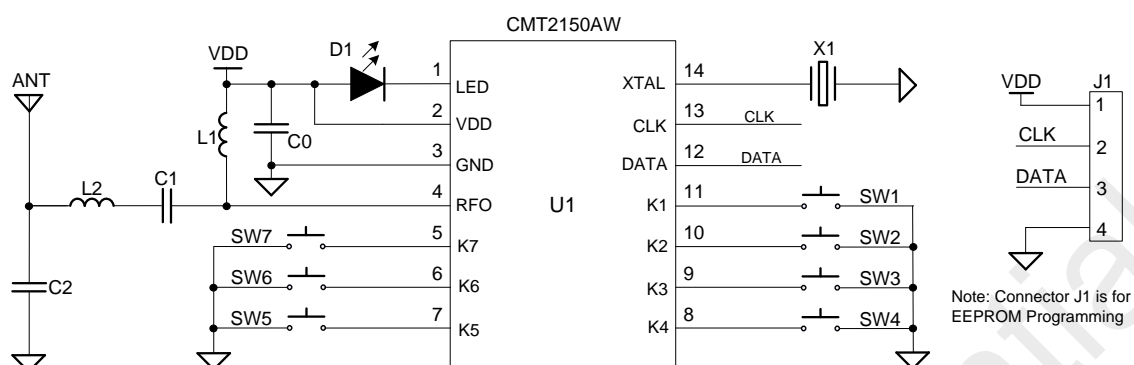 CMT2150AW
VDD
D1
X1
ANT
1
LED
XTAL
14
VDD
J1
1
2
VDD
CLK
13
CLK
CLK
2
L1
C0
3
GND
DATA
12
DATA
DATA
3
L2
C1
4
RFO
U1
K1
11
SW1
4
SW7
5
K7
K2
10
SW2
C2
SW6
6
K6
K3
9
SW3
SW5
7
K5
K4
8
SW4
Note: Connector J1 is for
EEPROM Programming